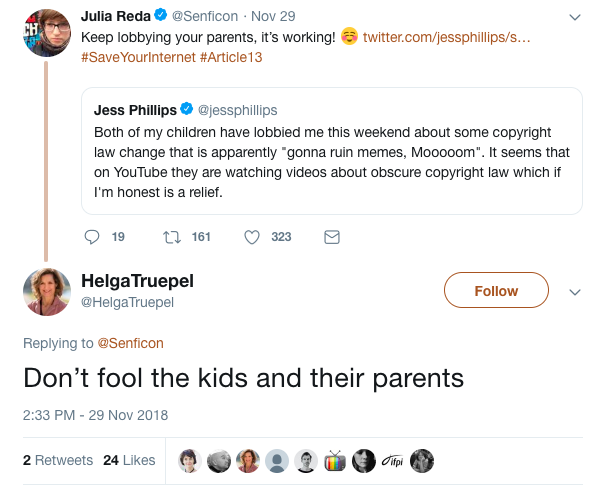 Julia Reda @Senficon · Nov 29
Keep lobbying your parents, it's working! twitter.com/jessphillips/s…
#SaveYourInternet #Article13
Jess Phillips @jessphillips
Both of my children have lobbied me this weekend about some copyright
law change that is apparently "gonna ruin memes, Mooooom". It seems that
on YouTube they are watching videos about obscure copyright law which if
I'm honest is a relief.
19 161 323
HelgaTruepel
@HelgaTruepel
Follow
Replying to @Senficon
Don’t fool the kids and their parents
2:33 PM - 29 Nov 2018
2 Retweets 24 Likes
ifpi